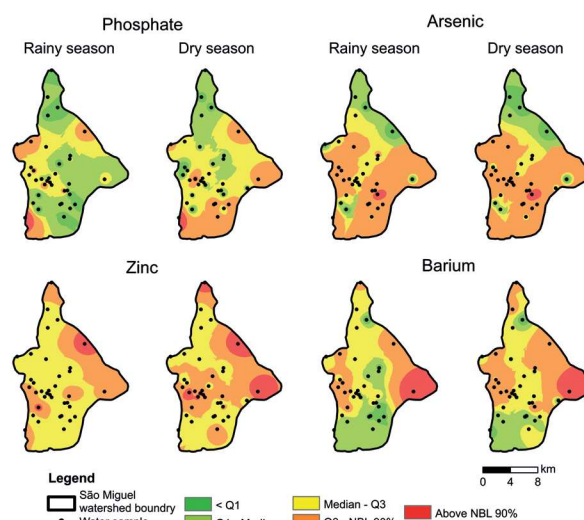 Phosphate Arsenic
Rainy season Dry season Rainy season Dry season
Zinc Barium
km
0 4 8
Legend
São Miguel
watershed boundry
< Q1
Median - Q3
Above NBL 90%